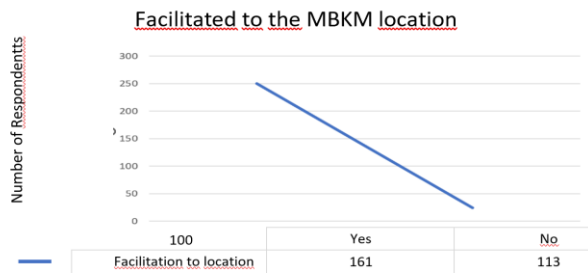 Facilitated to the MBKM location
Number of Respondentts
300
250
200
150
100
50
0
100 Yes No
Facilitation to location 161 113